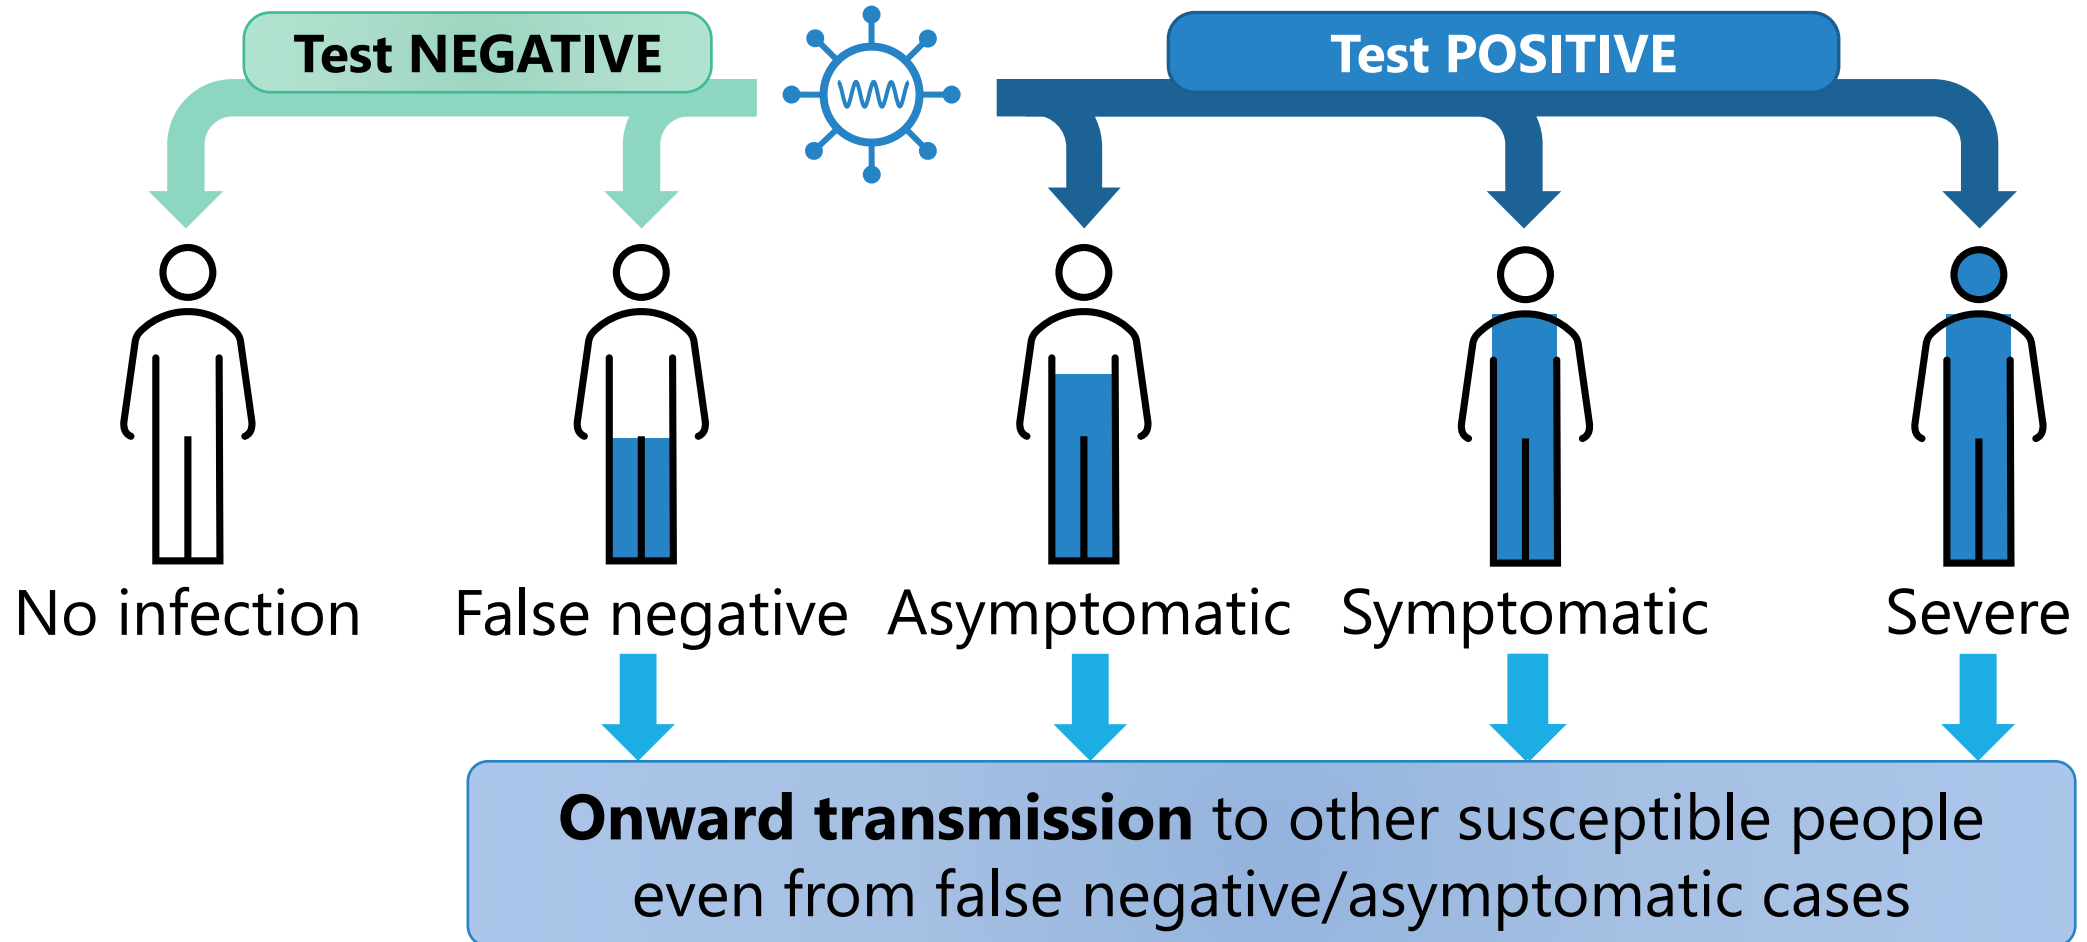 Test NEGATIVE
Test POSITIVE
No infection
False negative
Asymptomatic
Symptomatic
Severe
Onward transmission to other susceptible people
even from false negative/asymptomatic cases